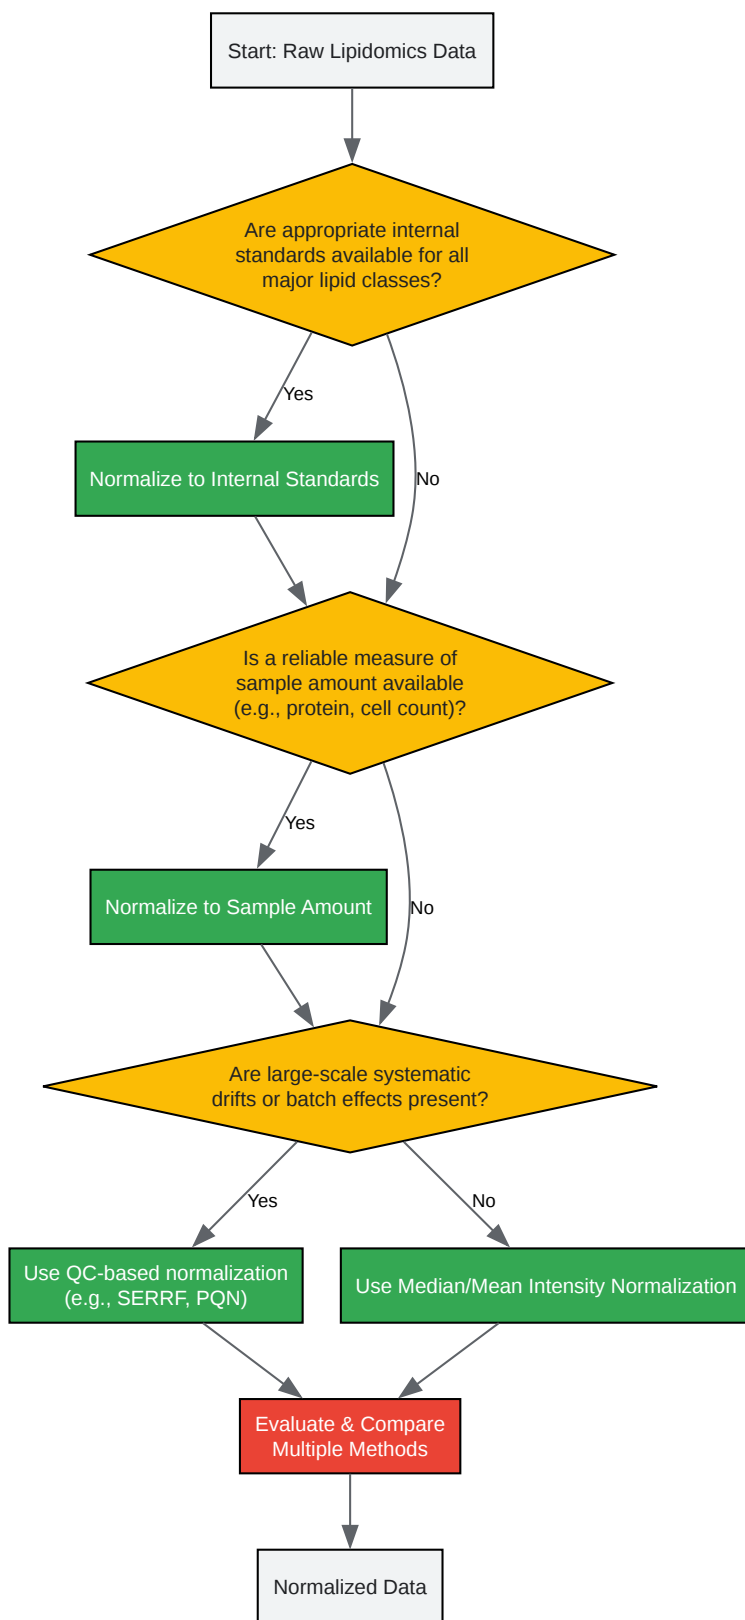 Start: Raw Lipidomics Data
Are appropriate internal
standards available for all
major lipid classes?
Yes
Normalize to Internal Standards
No
Is a reliable measure of
sample amount available
(e.g., protein, cell count)?
Yes
Normalize to Sample Amount
No
Are large-scale systematic
drifts or batch effects present?
Yes
No
Use QC-based normalization
(e.g., SERRF, PQN)
Use Median/Mean Intensity Normalization
Evaluate & Compare
Multiple Methods
Normalized Data